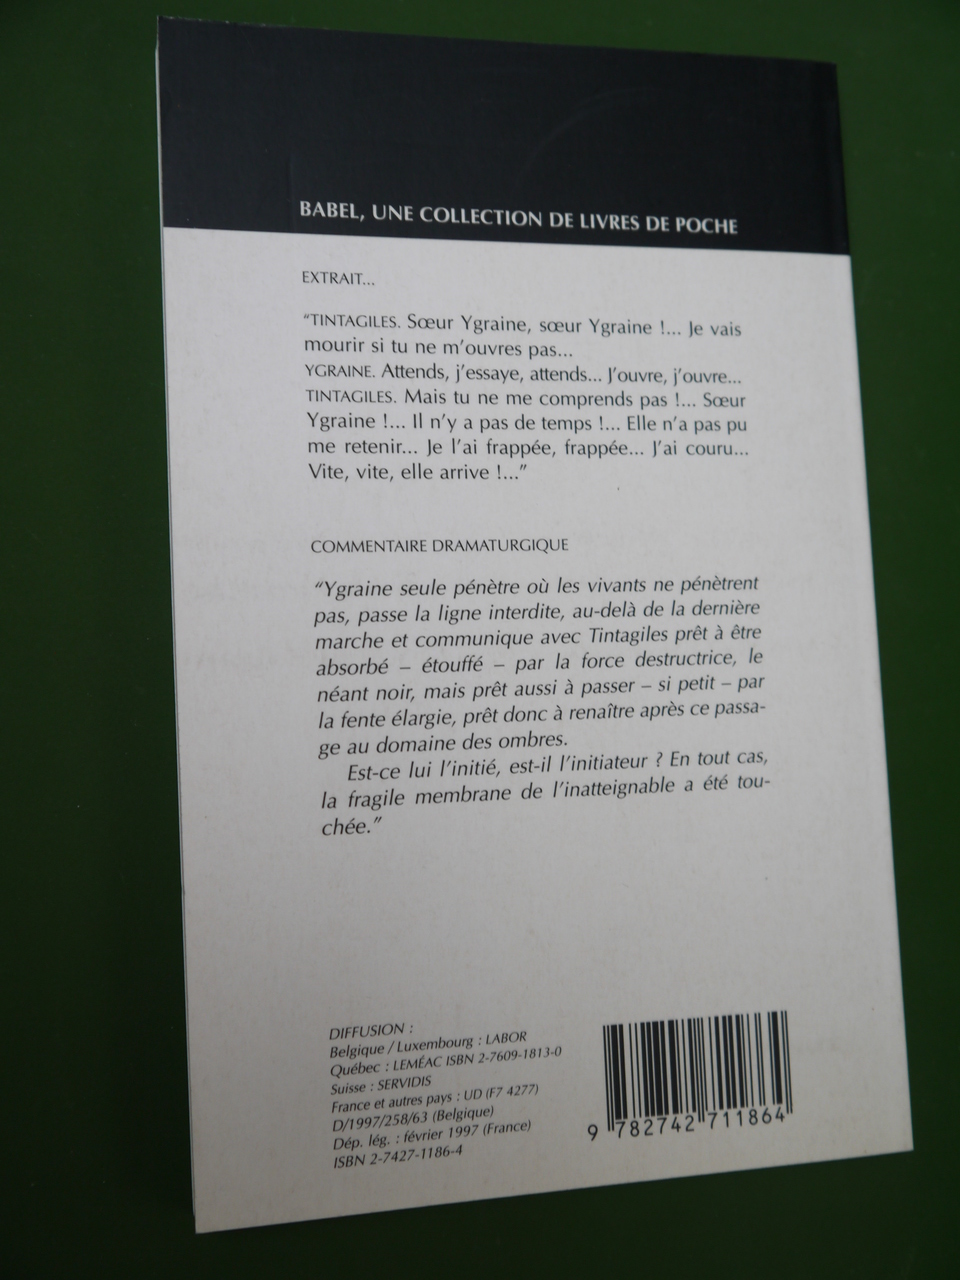 BABEL, UNE COLLECTION DE LIVRES DE POCHE
EXTRAIT...
"TINTAGILES. Sœur Ygraine, sœur Ygraine !... Je vais
mourir si tu ne m'ouvres pas...
YGRAINE. Attends, j'essaye, attends... J'ouvre, j'ouvre...
TINTAGILES. Mais tu ne me comprends pas !... Sœur
Ygraine !... Il n'y a pas de temps !... Elle n'a pas pu
me retenir... Je l'ai frappée, frappée... J'ai couru...
Vite, vite, elle arrive !..."
COMMENTAIRE DRAMATURGIQUE
"Ygraine seule pénètre où les vivants ne pénètrent
pas, passe la ligne interdite, au-delà de la dernière
marche et communique avec Tintagiles prêt à être
absorbé – étouffé – par la force destructrice, le
néant noir, mais prêt aussi à passer – si petit – par
la fente élargie, prêt donc à renaître après ce passa-
ge au domaine des ombres.
Est-ce lui l'initié, est-il l'initiateur ? En tout cas,
la fragile membrane de l'inatteignable a été tou-
chée."
DIFFUSION :
Belgique / Luxembourg : LABOR
Québec : LEMÉAC ISBN 2-7609-1813-0
Suisse : SERVIDIS
France et autres pays : UD (F7 4277)
D/1997/258/63 (Belgique)
Dép. lég. : février 1997 (France)
ISBN 2-7427-1186-4
9 782742 711864